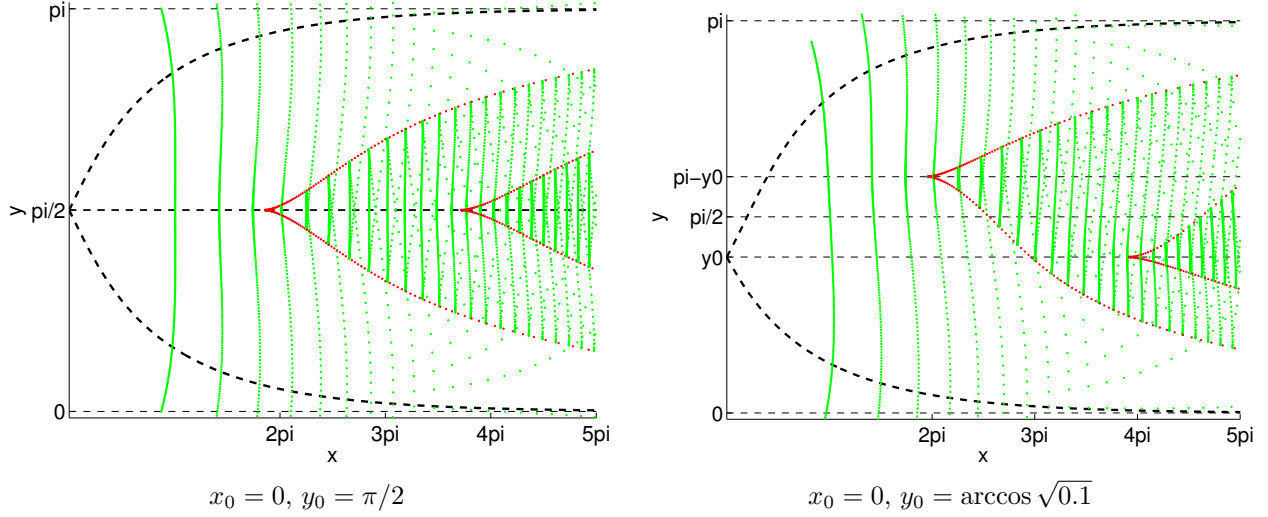 pi
y pi/2
0
2pi 3pi 4pi 5pi
x
x₀ = 0, y₀ = π/2
pi
pi−y0
y
pi/2
y0
0
2pi 3pi 4pi 5pi
x
x₀ = 0, y₀ = arccos √0.1